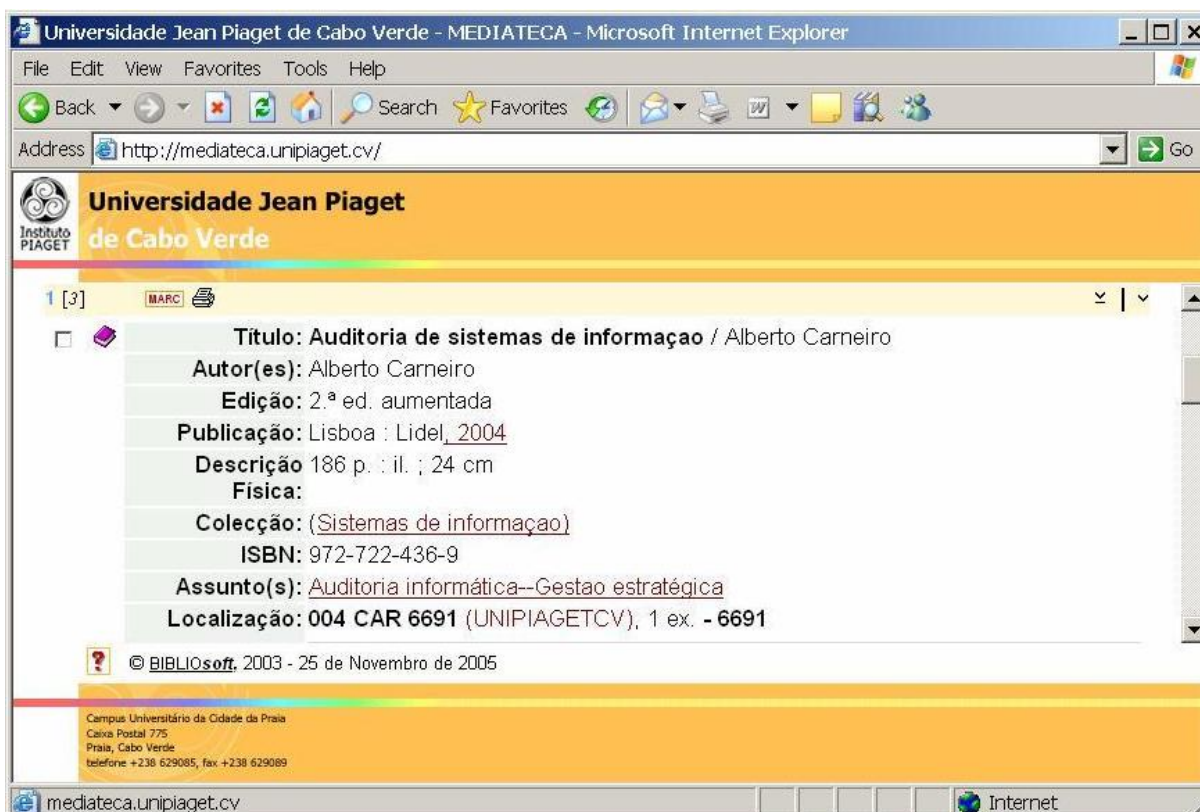 Universidade Jean Piaget de Cabo Verde - MEDIATECA - Microsoft Internet Explorer
File Edit View Favorites Tools Help
Back Search Favorites
Address http://mediateca.unipiaget.cv/ Go
Instituto
PIAGET
Universidade Jean Piaget
de Cabo Verde
1 [3] MARC
Título: Auditoria de sistemas de informaçao / Alberto Carneiro
Autor(es): Alberto Carneiro
Edição: 2.ª ed. aumentada
Publicação: Lisboa : Lidel, 2004
Descrição 186 p. : il. ; 24 cm
Física:
Colecção: (Sistemas de informaçao)
ISBN: 972-722-436-9
Assunto(s): Auditoria informática--Gestao estratégica
Localização: 004 CAR 6691 (UNIPIAGETCV), 1 ex. - 6691
? © BIBLIOsoft, 2003 - 25 de Novembro de 2005
Campus Universitário da Cidade da Praia
Caixa Postal 775
Praia, Cabo Verde
telefone +238 629085, fax +238 629089
mediateca.unipiaget.cv Internet